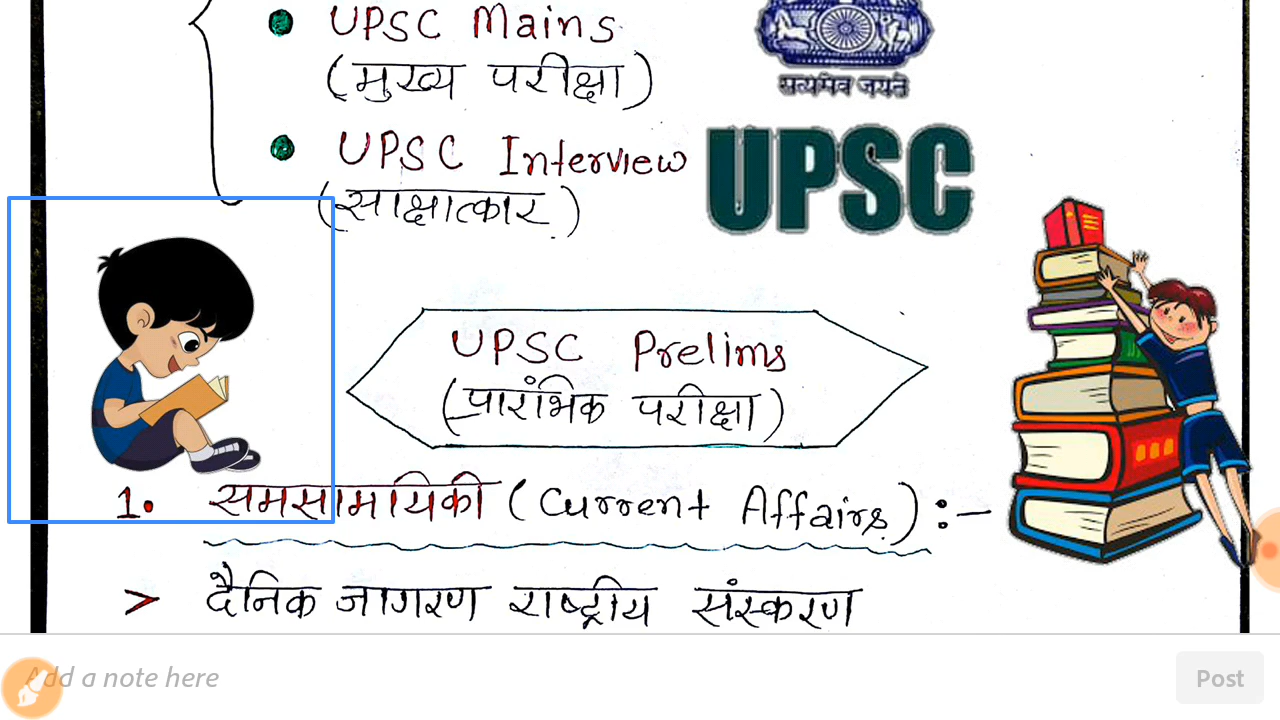 UPSC Mains
(मुख्य परीक्षा)
सत्यमेव जयते
UPSC Interview
(साक्षात्कार)
UPSC
UPSC Prelims
(प्रारंभिक परीक्षा)
1. समसामयिकी (Current Affairs) :-
> दैनिक जागरण राष्ट्रीय संस्करण
Add a note here
Post